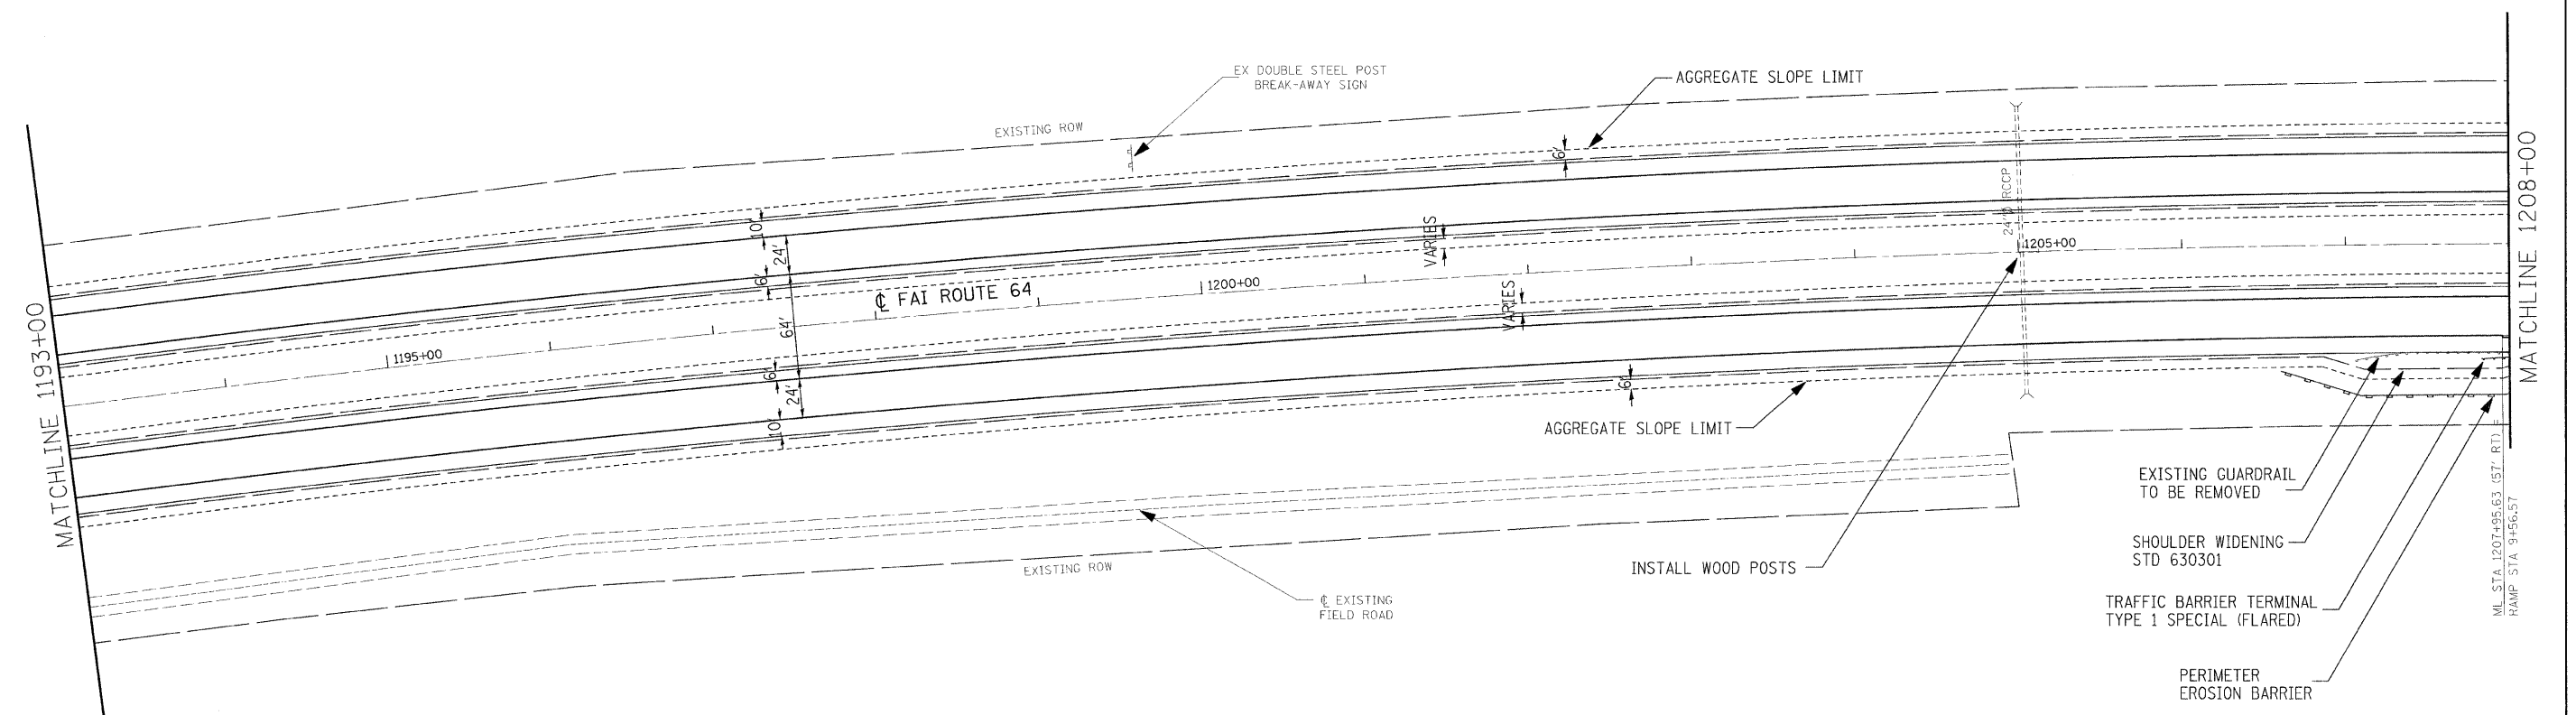 EX DOUBLE STEEL POST
BREAK-AWAY SIGN
AGGREGATE SLOPE LIMIT
EXISTING ROW
MATCHLINE 1193+00
10'
24'
6'
64'
6'
24'
10'
℄ FAI ROUTE 64
1195+00
1200+00
1205+00
VARIES
VARIES
6'
6'
24" RCCP
MATCHLINE 1208+00
AGGREGATE SLOPE LIMIT
INSTALL WOOD POSTS
EXISTING ROW
℄ EXISTING
FIELD ROAD
EXISTING GUARDRAIL
TO BE REMOVED
SHOULDER WIDENING
STD 630301
TRAFFIC BARRIER TERMINAL
TYPE 1 SPECIAL (FLARED)
PERIMETER
EROSION BARRIER
ML STA 1207+95.63 (57' RT) =
RAMP STA 9+56.57